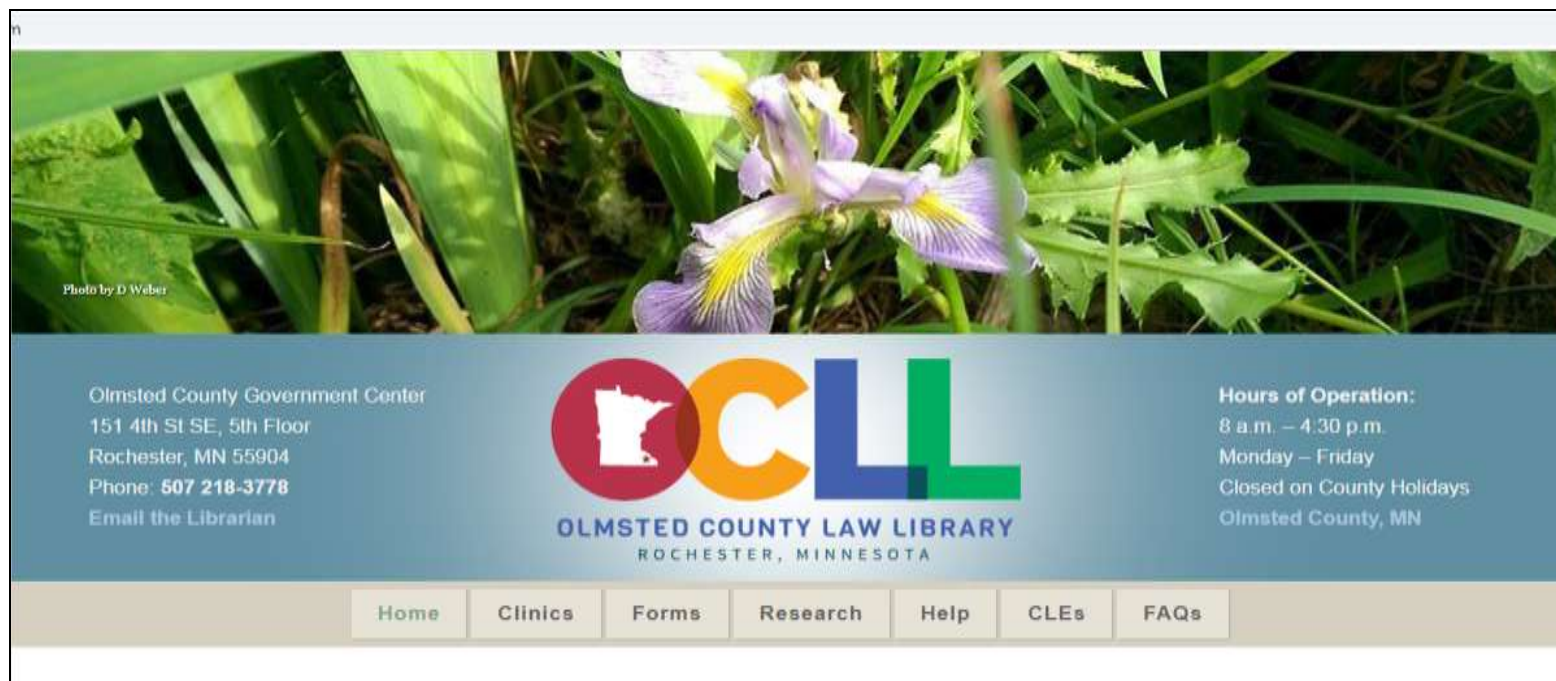 Photo by D Weber
Olmsted County Government Center
151 4th St SE, 5th Floor
Rochester, MN 55904
Phone: 507 218-3778
Email the Librarian
OCLL
OLMSTED COUNTY LAW LIBRARY
ROCHESTER, MINNESOTA
Hours of Operation:
8 a.m. – 4:30 p.m.
Monday – Friday
Closed on County Holidays
Olmsted County, MN
Home Clinics Forms Research Help CLEs FAQs